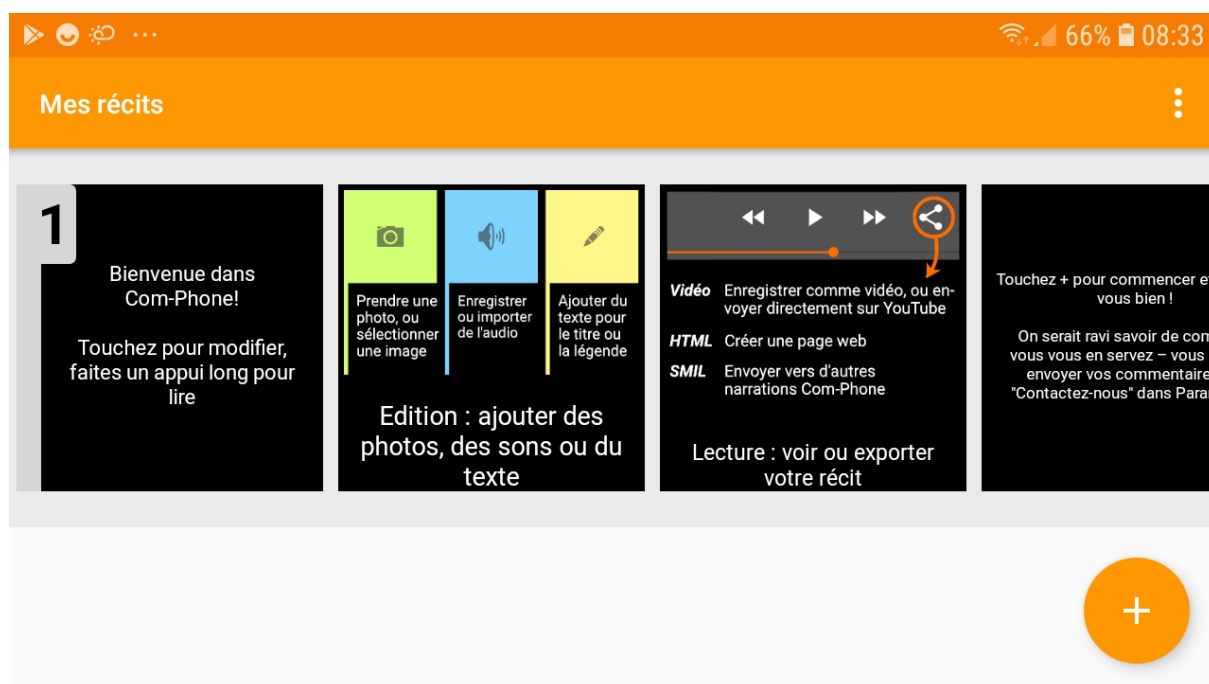 66% 08:33
Mes récits
1
Bienvenue dans
Com-Phone!
Touchez pour modifier,
faites un appui long pour
lire
Prendre une
photo, ou
sélectionner
une image
Enregistrer
ou importer
de l'audio
Ajouter du
texte pour
le titre ou
la légende
Edition : ajouter des
photos, des sons ou du
texte
Vidéo Enregistrer comme vidéo, ou en-
voyer directement sur YouTube
HTML Créer une page web
SMIL Envoyer vers d'autres
narrations Com-Phone
Lecture : voir ou exporter
votre récit
Touchez + pour commencer
vous bien !
On serait ravi savoir de
vous vous en servez – vous
envoyer vos
"Contactez-nous" dans